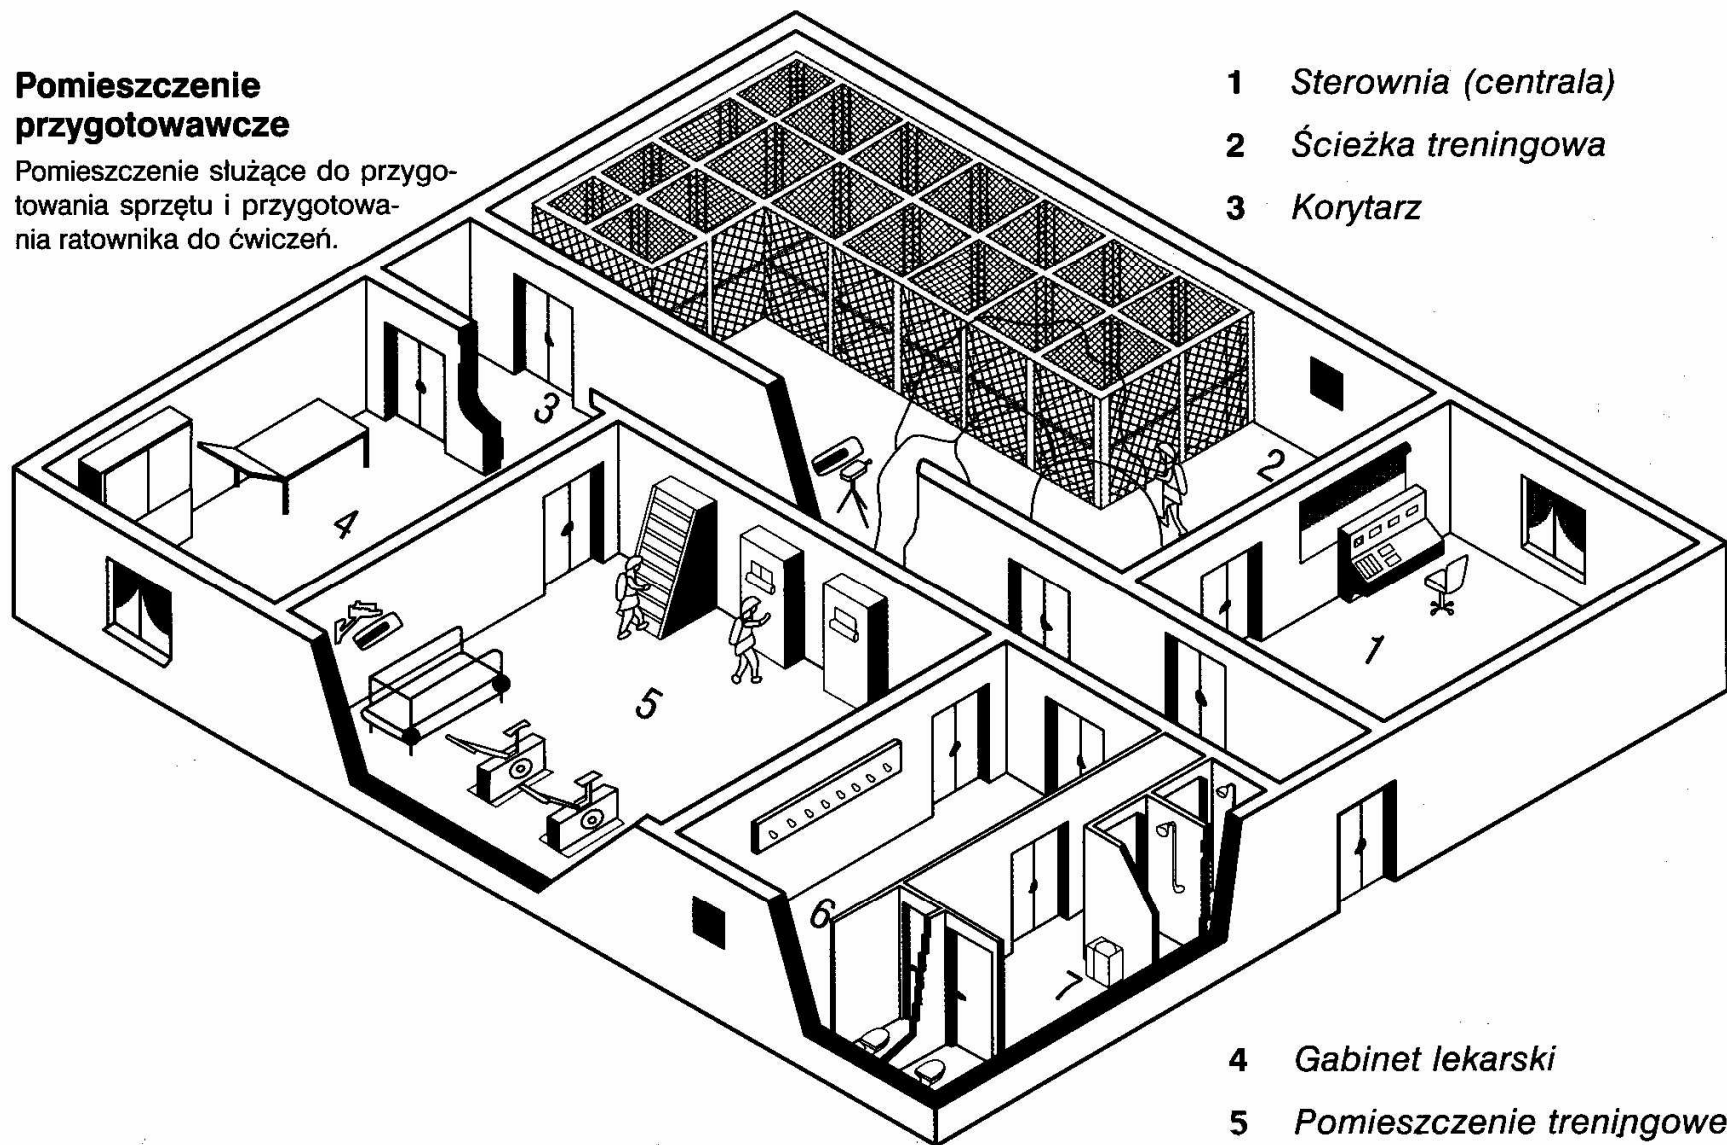 Pomieszczenie
przygotowawcze
Pomieszczenie służące do przygo-
towania sprzętu i przygotowa-
nia ratownika do ćwiczeń.
1 Sterownia (centrala)
2 Ścieżka treningowa
3 Korytarz
3
2
4
1
5
6
7
4 Gabinet lekarski
5 Pomieszczenie treningowe